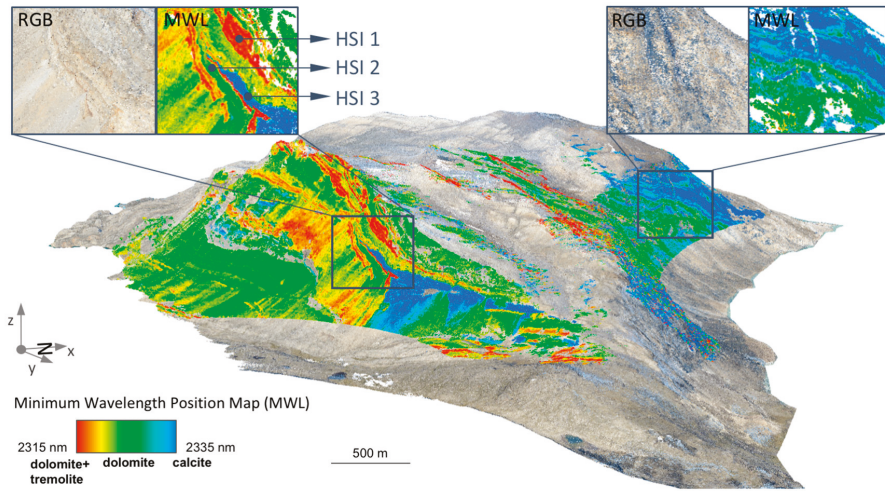 RGB
MWL
HSI 1
HSI 2
HSI 3
RGB
MWL
z
N
x
y
Minimum Wavelength Position Map (MWL)
2315 nm
2335 nm
dolomite+
tremolite
dolomite
calcite
500 m